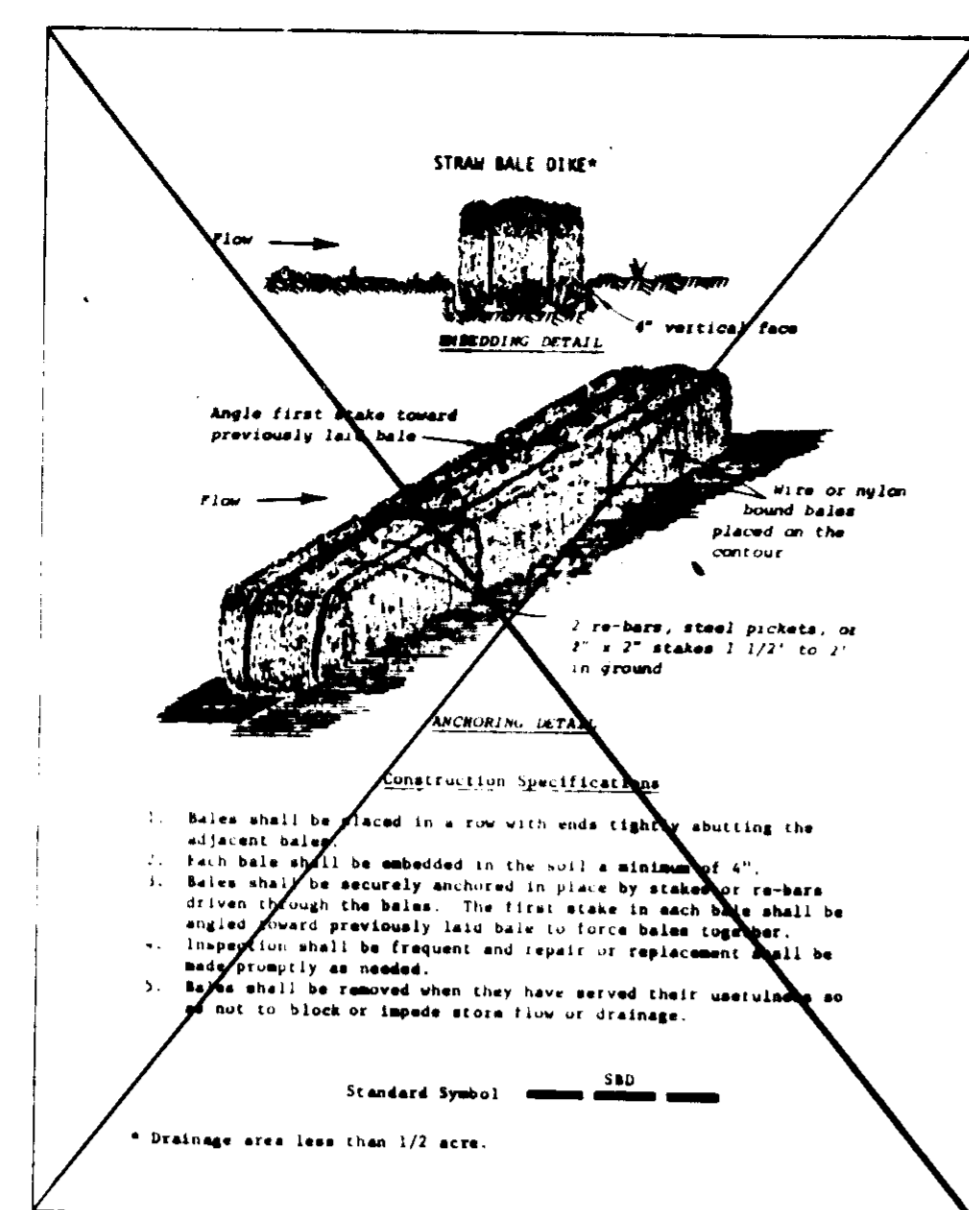 STRAW BALE DIKE*
Flow
4" vertical face
EMBEDDING DETAIL
Angle first stake toward
previously laid bale
Flow
Wire or nylon
bound bales
placed on the
contour
2 re-bars, steel pickets, or
2" x 2" stakes 1 1/2' to 2'
in ground
ANCHORING DETAIL
Construction Specifications
1. Bales shall be placed in a row with ends tightly abutting the
adjacent bales.
2. Each bale shall be embedded in the soil a minimum of 4".
3. Bales shall be securely anchored in place by stakes or re-bars
driven through the bales. The first stake in each bale shall be
angled toward previously laid bale to force bales together.
4. Inspection shall be frequent and repair or replacement shall be
made promptly as needed.
5. Bales shall be removed when they have served their usefulness so
as not to block or impede storm flow or drainage.
SBD
Standard Symbol
* Drainage area less than 1/2 acre.